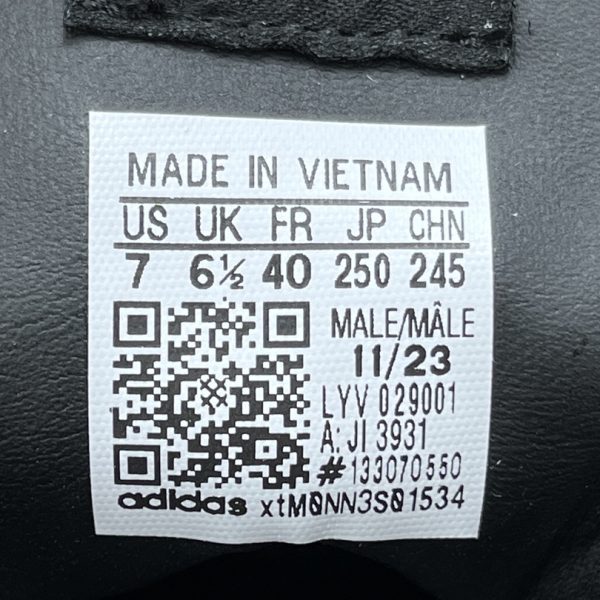 MADE IN VIETNAM
US UK FR JP CHN
7 6½ 40 250 245
MALE/MÂLE
11/23
LYV 029001
A: JI 3931
#133070550
adidas xtM0NN3S01534